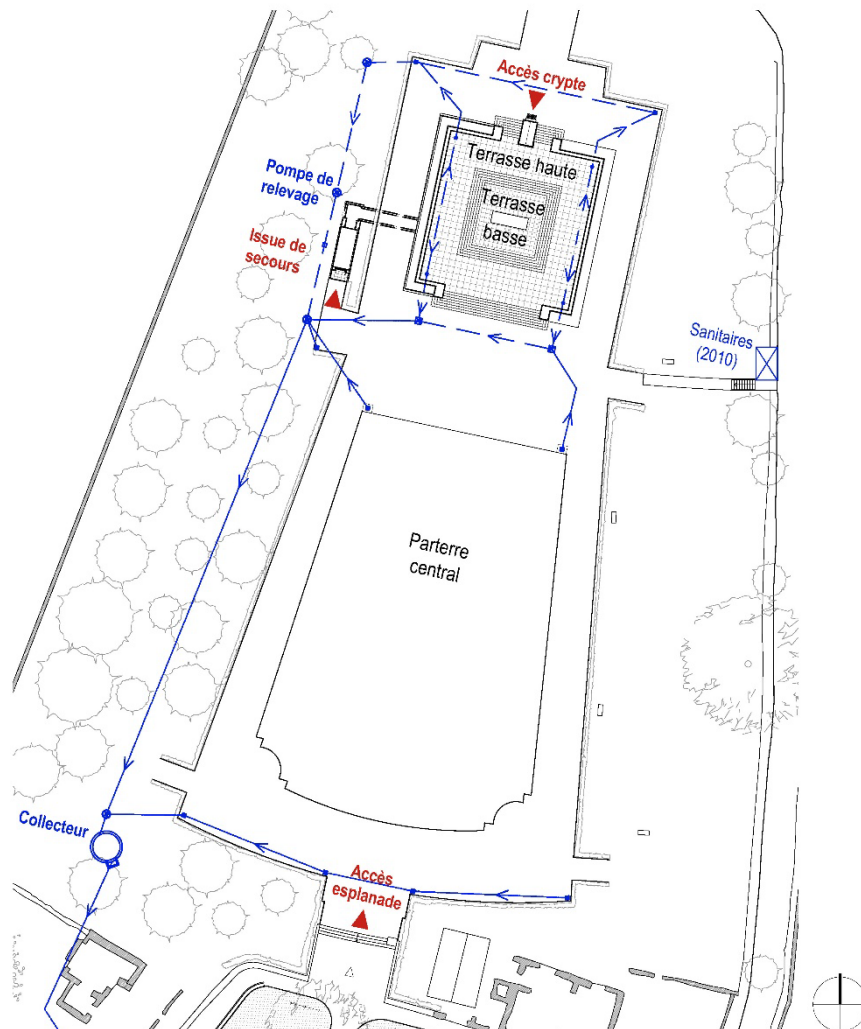 Accès crypte
Terrasse haute
Pompe de
relevage
Terrasse
basse
Issue de
secours
Sanitaires
(2010)
Parterre
central
Collecteur
Accès
esplanade